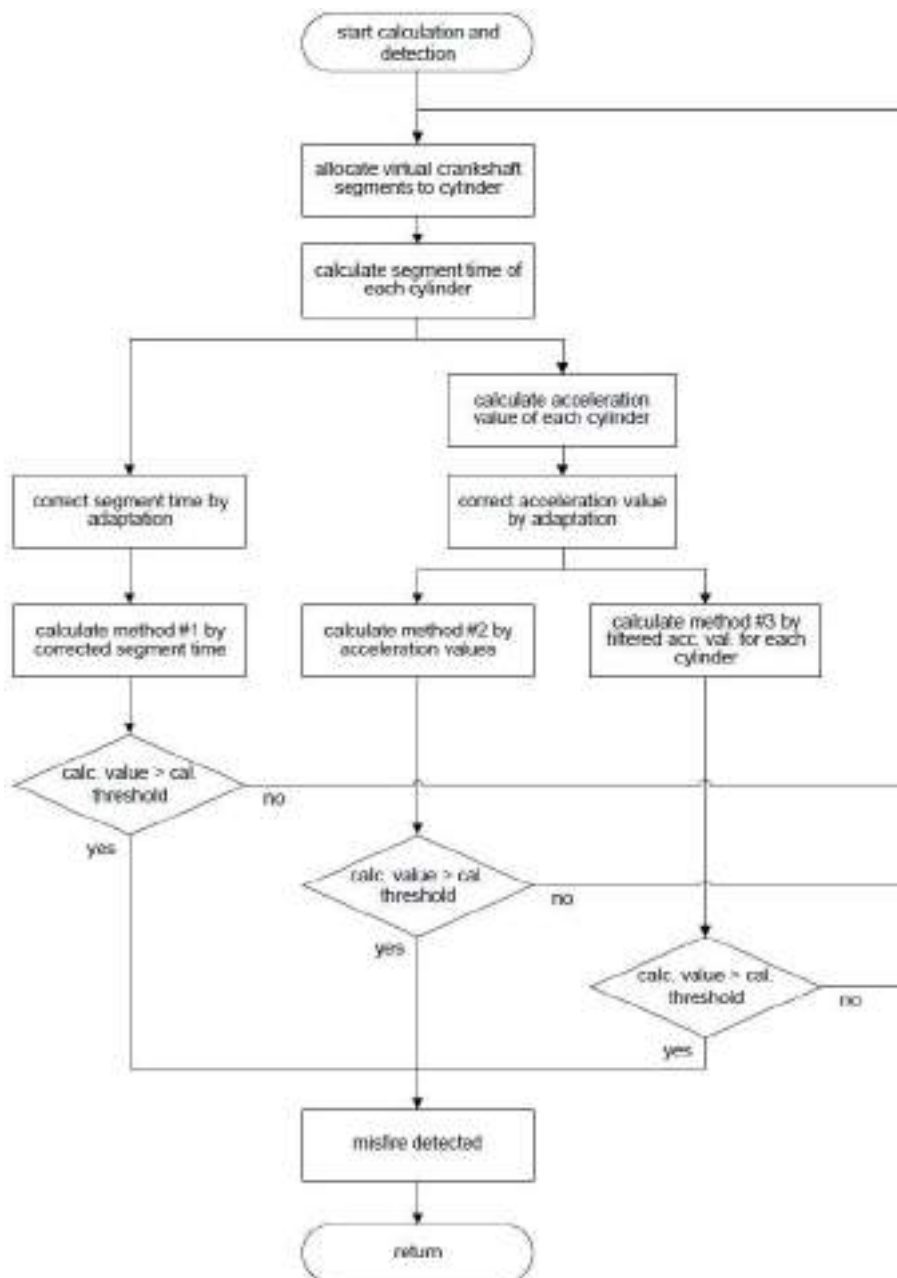 start calculation and
detection
allocate virtual crankshaft
segments to cylinder
calculate segment time of
each cylinder
calculate acceleration
value of each cylinder
correct segment time by
adaptation
correct acceleration value
by adaptation
calculate method #1 by
corrected segment time
calculate method #2 by
acceleration values
calculate method #3 by
filtered acc. val. for each
cylinder
calc. value > cal.
threshold
no
yes
calc. value > cal.
threshold
no
yes
calc. value > cal.
threshold
no
yes
misfire detected
return